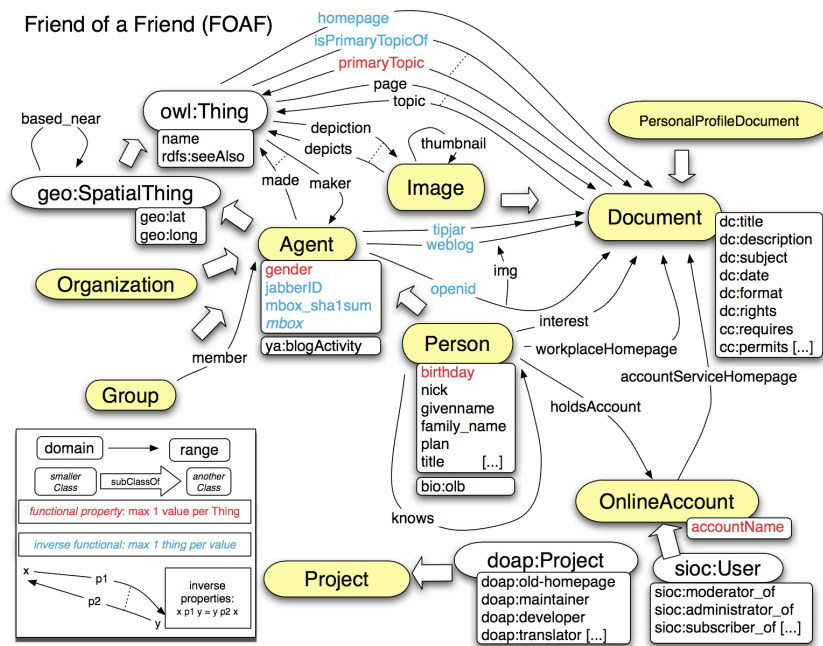 Friend of a Friend (FOAF)
homepage
isPrimaryTopicOf
primaryTopic
page
topic
owl:Thing
name
rdfs:seeAlso
based_near
depiction
depicts
thumbnail
PersonalProfileDocument
made
maker
Image
geo:SpatialThing
geo:lat
geo:long
Document
dc:title
dc:description
dc:subject
dc:date
dc:format
dc:rights
cc:requires
cc:permits [...]
tipjar
weblog
Agent
gender
jabberID
mbox_sha1sum
mbox
ya:blogActivity
img
openid
Organization
member
interest
workplaceHomepage
accountServiceHomepage
Person
birthday
nick
givenname
family_name
plan
title [...]
bio:olb
holdsAccount
knows
Group
OnlineAccount
accountName
domain
range
smaller
Class
subClassOf
another
Class
functional property: max 1 value per Thing
inverse functional: max 1 thing per value
x
p1
p2
y
inverse
properties:
x p1 y = y p2 x
Project
doap:Project
doap:old-homepage
doap:maintainer
doap:developer
doap:translator [...]
sioc:User
sioc:moderator_of
sioc:administrator_of
sioc:subscriber_of [...]